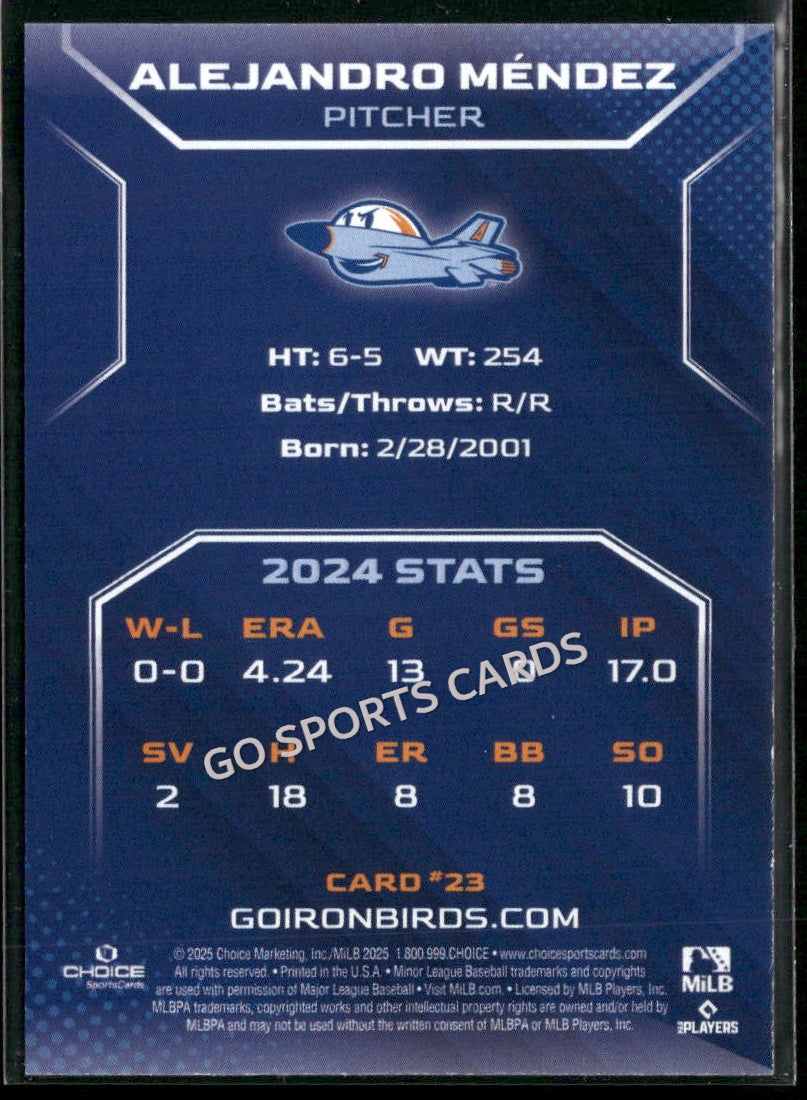 ALEJANDRO MÉNDEZ
PITCHER
HT: 6-5 WT: 254
Bats/Throws: R/R
Born: 2/28/2001
2024 STATS
W-L ERA G GS IP
0-0 4.24 13 0 17.0
GO SPORTS CARDS
SV H ER BB SO
2 18 8 8 10
CARD #23
GOIRONBIRDS.COM
© 2025 Choice Marketing, Inc./MiLB 2025 1.800.999.CHOICE • www.choicesportscards.com
All rights reserved. • Printed in the U.S.A. • Minor League Baseball trademarks and copyrights
are used with permission of Major League Baseball • Visit MiLB.com. • Licensed by MLB Players, Inc.
MLBPA trademarks, copyrighted works and other intellectual property rights are owned and/or held by
MLBPA and may not be used without the written consent of MLBPA or MLB Players, Inc.
CHOICE
SportsCards
MiLB
PLAYERS